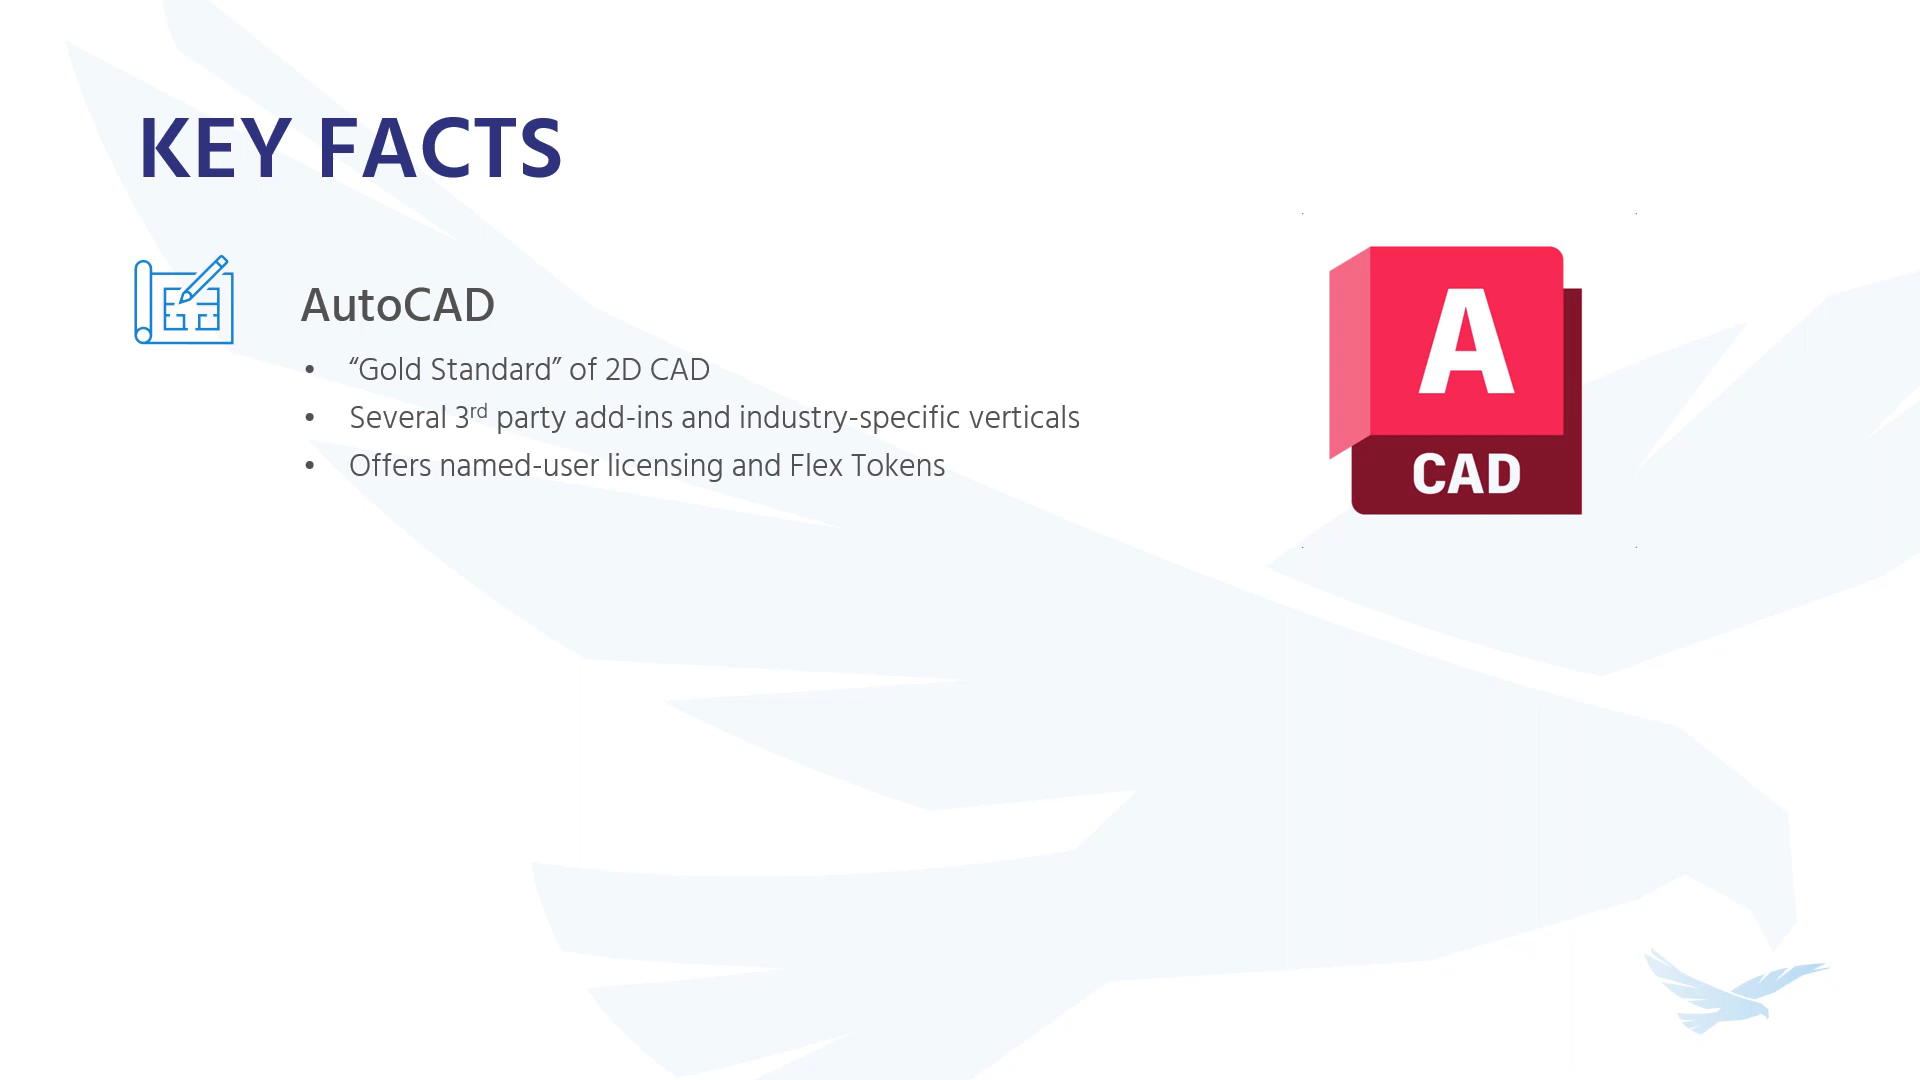 KEY FACTS
AutoCAD
• “Gold Standard” of 2D CAD
• Several 3rd party add-ins and industry-specific verticals
• Offers named-user licensing and Flex Tokens
A
CAD